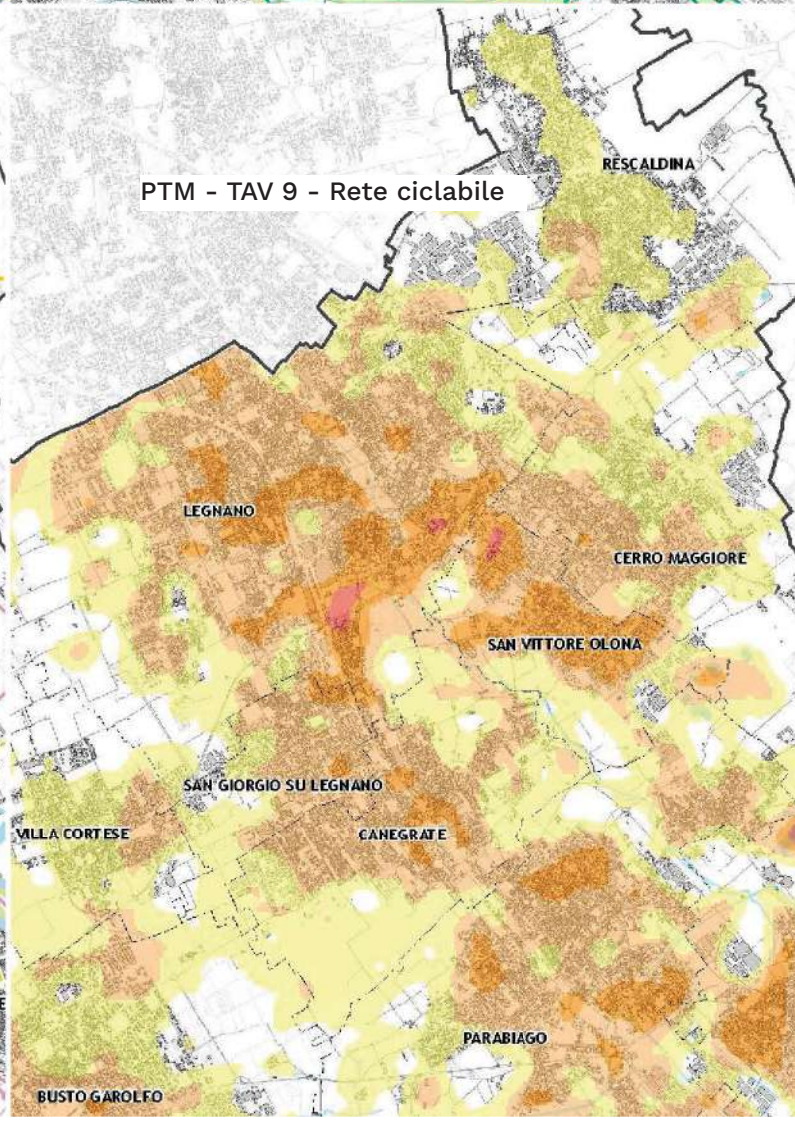 RESCALDINA
PTM - TAV 9 - Rete ciclabile
LEGNANO
CERRO MAGGIORE
SAN VITTORE OLONA
SAN GIORGIO SU LEGNANO
VILLA CORTESE
CANEGRATE
PARABIAGO
BUSTO GAROLFO